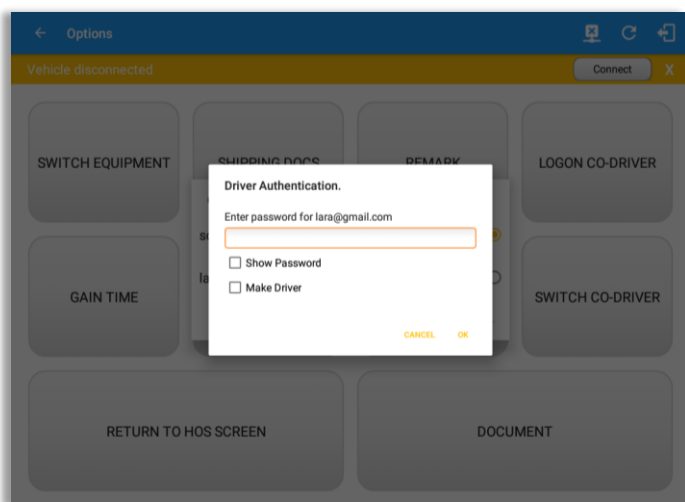 Options
Vehicle disconnected
Connect
X
SWITCH EQUIPMENT
SHIPPING DOCS
REMARK
LOGON CO-DRIVER
Driver Authentication.
Enter password for lara@gmail.com
Show Password
Make Driver
CANCEL OK
GAIN TIME
SWITCH CO-DRIVER
RETURN TO HOS SCREEN
DOCUMENT